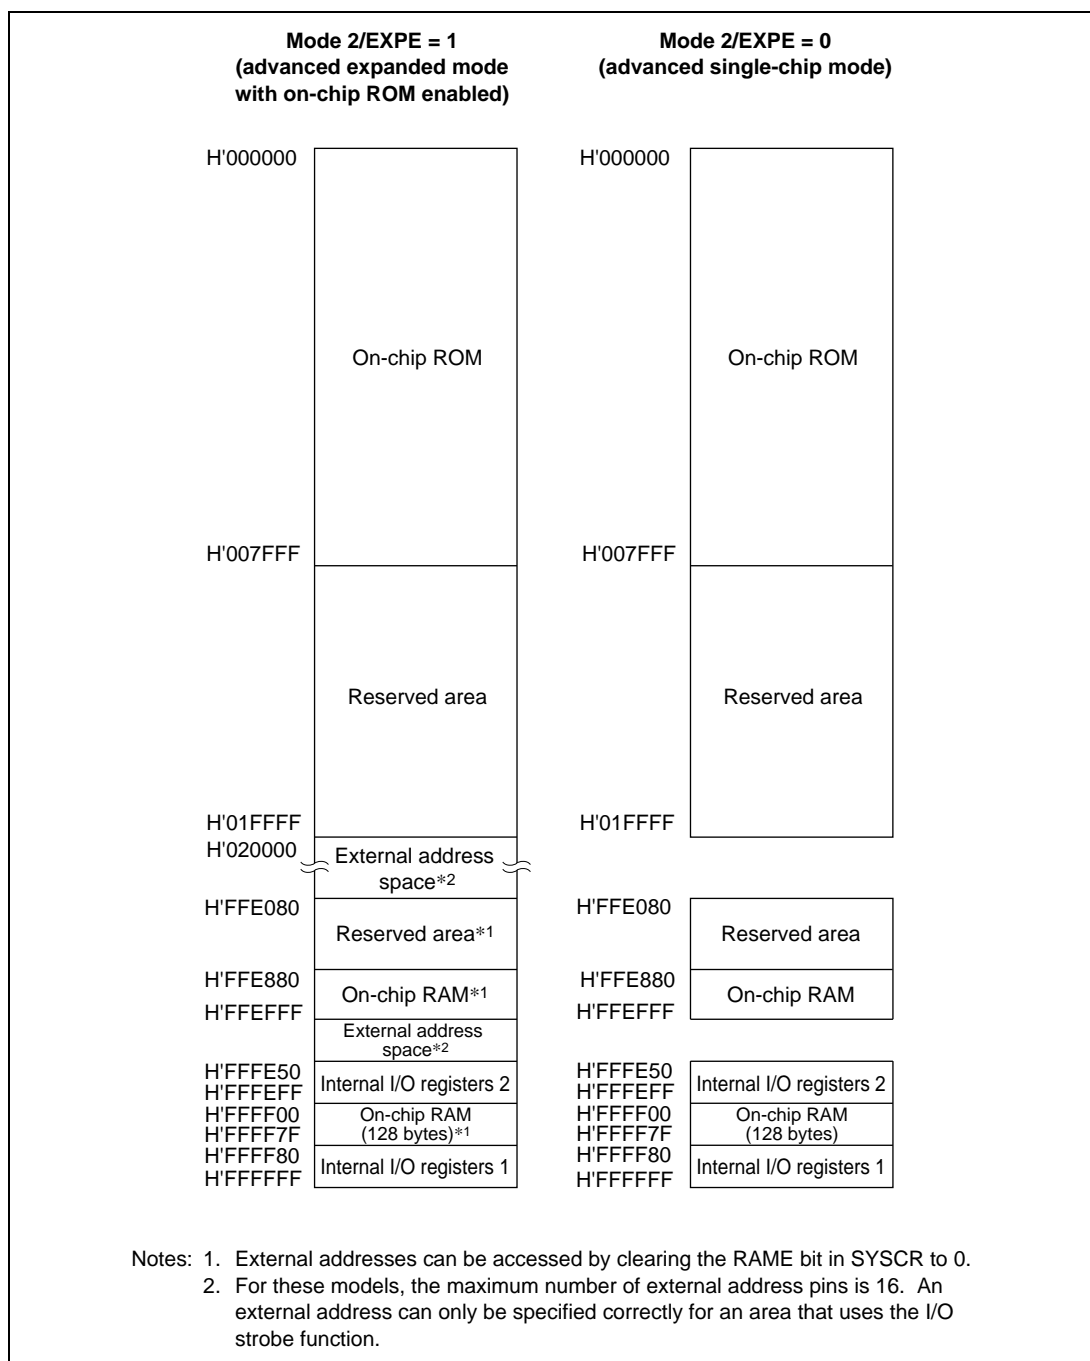 Mode 2/EXPE = 1
(advanced expanded mode
with on-chip ROM enabled)
Mode 2/EXPE = 0
(advanced single-chip mode)
H'000000
On-chip ROM
H'007FFF
Reserved area
H'01FFFF
H'020000
External address
space*2
H'FFE080
Reserved area*1
H'FFE880
On-chip RAM*1
H'FFEFFF
External address
space*2
H'FFFE50
Internal I/O registers 2
H'FFFEFF
H'FFFF00
On-chip RAM
(128 bytes)*1
H'FFFF7F
H'FFFF80
Internal I/O registers 1
H'FFFFFF
H'000000
On-chip ROM
H'007FFF
Reserved area
H'01FFFF
H'FFE080
Reserved area
H'FFE880
On-chip RAM
H'FFEFFF
H'FFFE50
Internal I/O registers 2
H'FFFEFF
H'FFFF00
On-chip RAM
(128 bytes)
H'FFFF7F
H'FFFF80
Internal I/O registers 1
H'FFFFFF
Notes: 1. External addresses can be accessed by clearing the RAME bit in SYSCR to 0.
2. For these models, the maximum number of external address pins is 16. An
external address can only be specified correctly for an area that uses the I/O
strobe function.